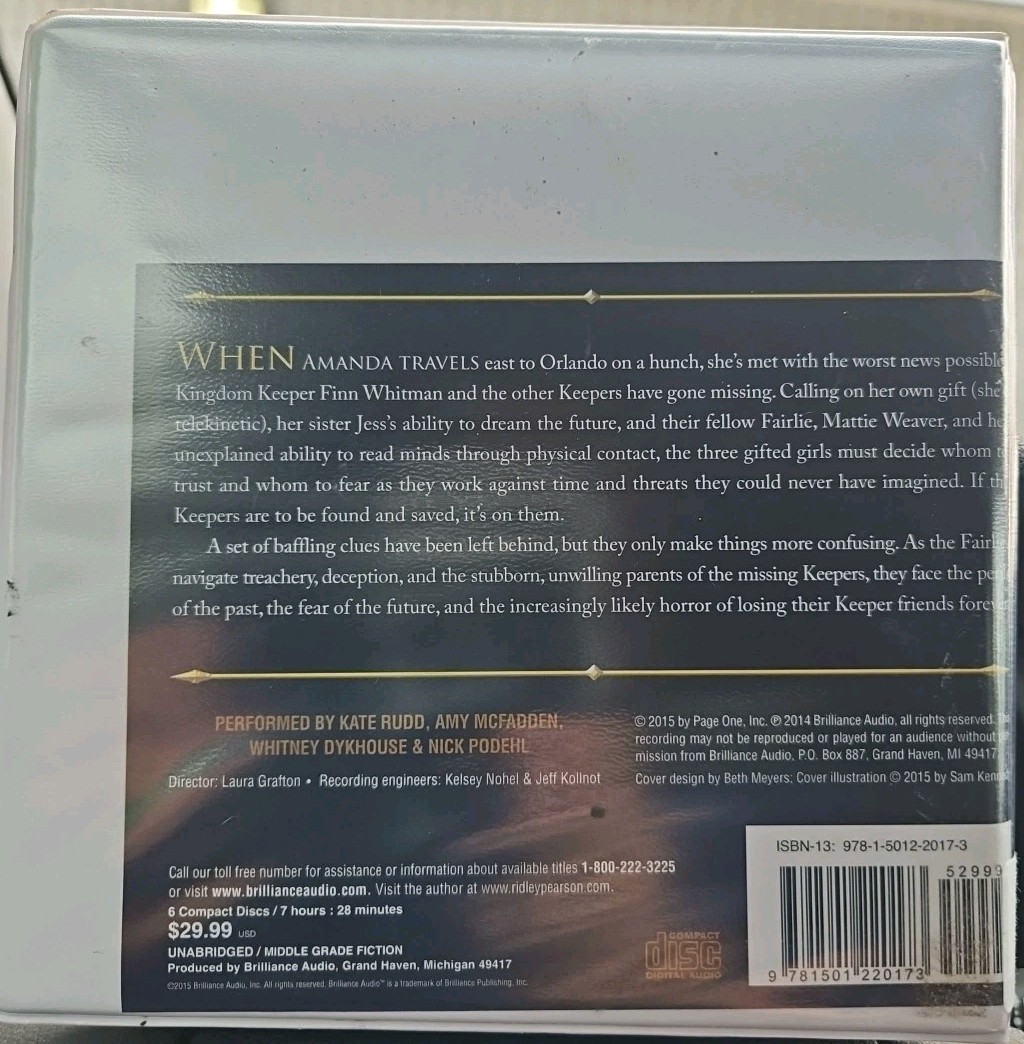 WHEN AMANDA TRAVELS east to Orlando on a hunch, she's met with the worst news possible
Kingdom Keeper Finn Whitman and the other Keepers have gone missing. Calling on her own gift (she
telekinetic), her sister Jess's ability to dream the future, and their fellow Fairlie, Mattie Weaver, and
unexplained ability to read minds through physical contact, the three gifted girls must decide whom
trust and whom to fear as they work against time and threats they could never have imagined. If
Keepers are to be found and saved, it's on them.
A set of baffling clues have been left behind, but they only make things more confusing. As the
navigate treachery, deception, and the stubborn, unwilling parents of the missing Keepers, they face the
of the past, the fear of the future, and the increasingly likely horror of losing their Keeper friends
PERFORMED BY KATE RUDD, AMY MCFADDEN,
WHITNEY DYKHOUSE & NICK PODEHL
Director: Laura Grafton • Recording engineers: Kelsey Nohel & Jeff Kollnot
© 2015 by Page One, Inc. ℗ 2014 Brilliance Audio, all rights reserved.
recording may not be reproduced or played for an audience without
mission from Brilliance Audio, P.O. Box 887, Grand Haven, MI 49417
Cover design by Beth Meyers; Cover illustration © 2015 by Sam
Call our toll free number for assistance or information about available titles 1-800-222-3225
or visit www.brillianceaudio.com. Visit the author at www.ridleypearson.com.
6 Compact Discs / 7 hours : 28 minutes
$29.99 USD
UNABRIDGED / MIDDLE GRADE FICTION
Produced by Brilliance Audio, Grand Haven, Michigan 49417
©2015 Brilliance Audio, Inc. All rights reserved. Brilliance Audio™ is a trademark of Brilliance Publishing, Inc.
COMPACT
disc
DIGITAL AUDIO
ISBN-13: 978-1-5012-2017-3
52999
9 781501 220173